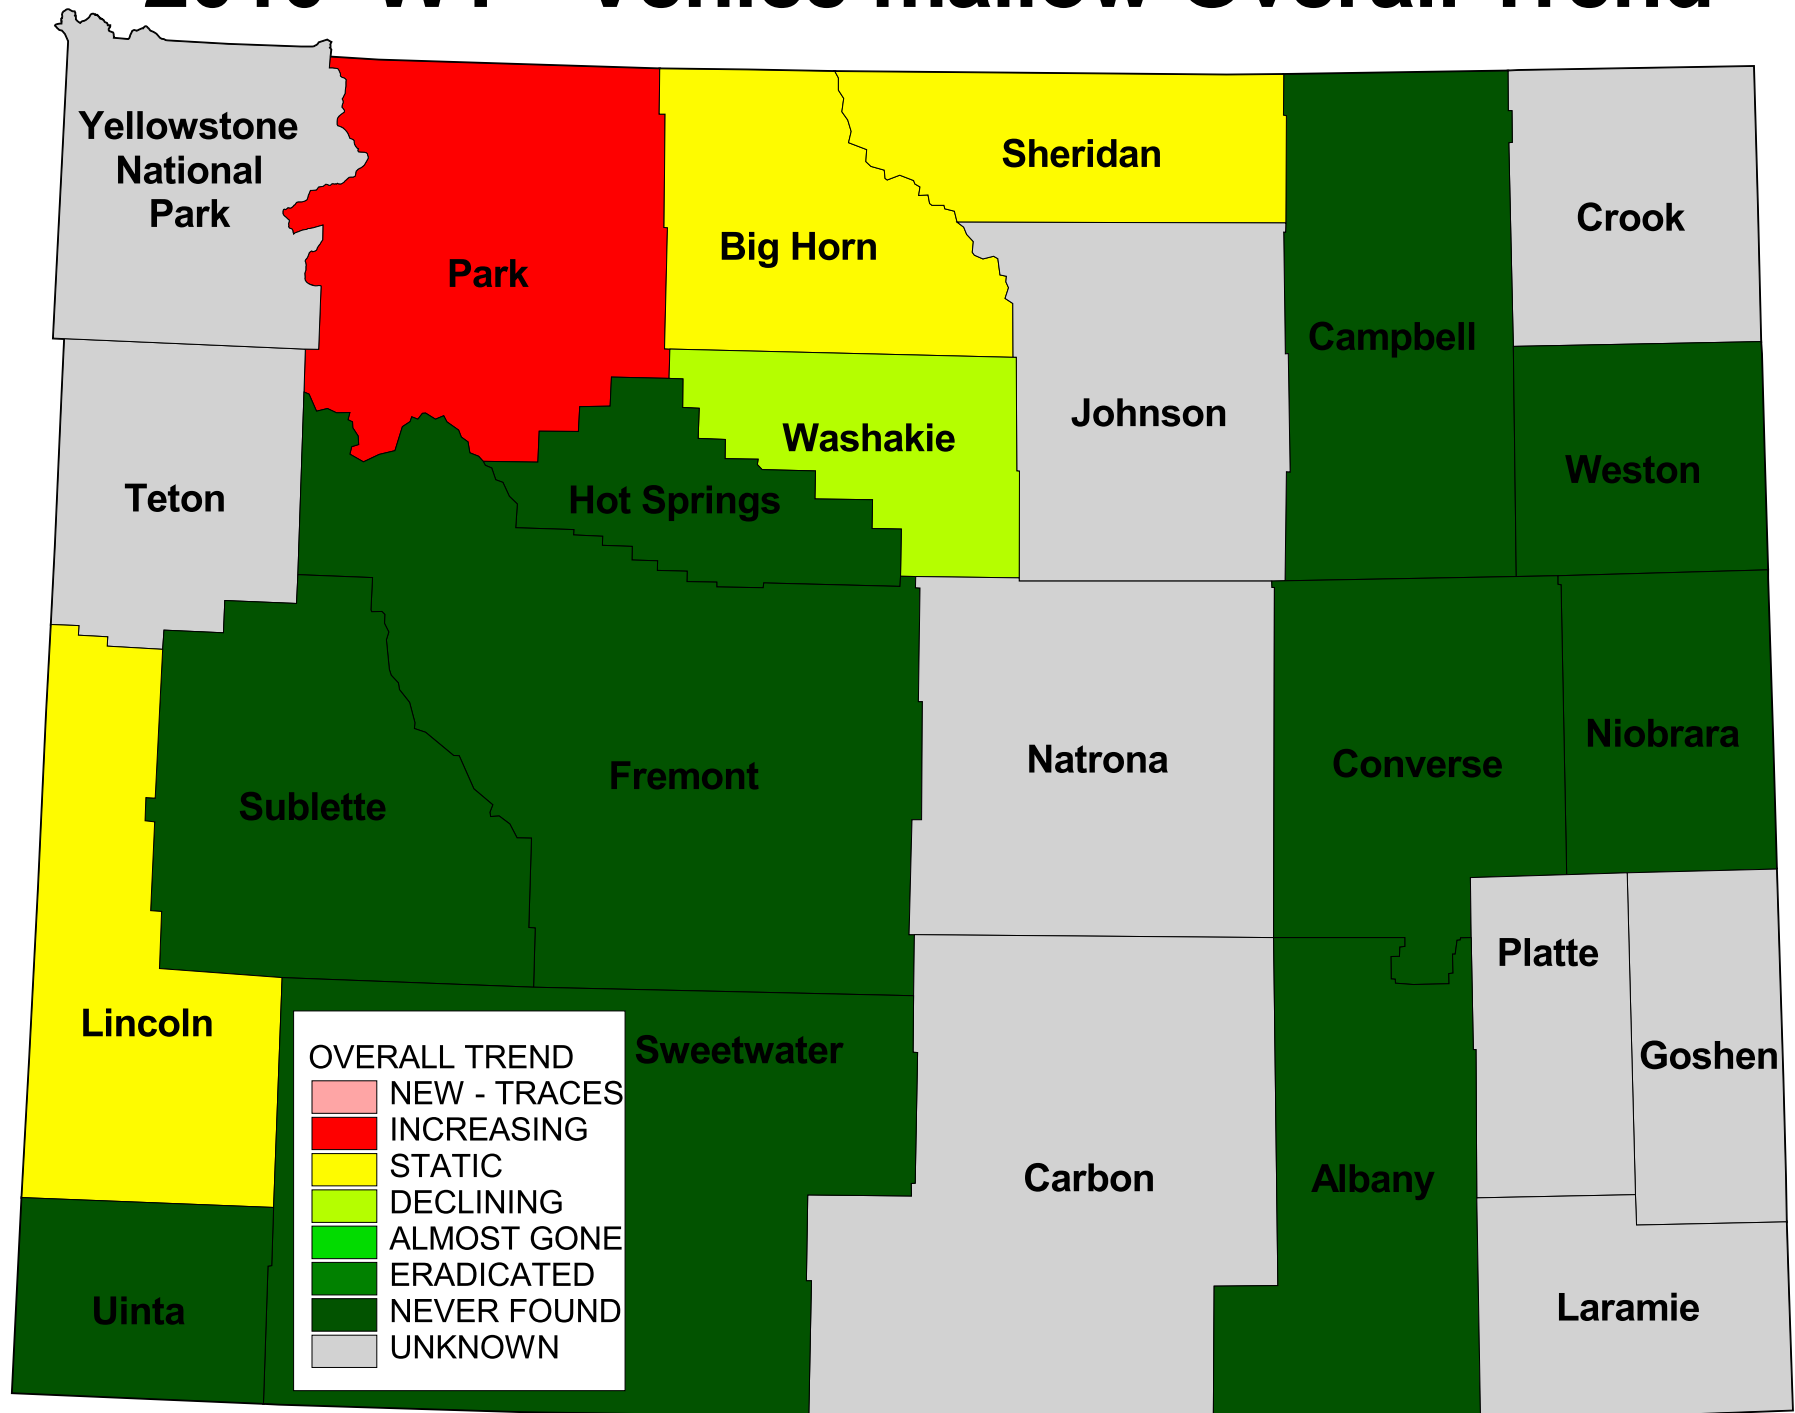 Yellowstone
National
Park
Park
Big Horn
Sheridan
Campbell
Crook
Johnson
Washakie
Hot Springs
Weston
Teton
Fremont
Sublette
Natrona
Converse
Niobrara
Lincoln
Platte
Goshen
Sweetwater
Carbon
Albany
Laramie
Uinta
OVERALL TREND
NEW - TRACES
INCREASING
STATIC
DECLINING
ALMOST GONE
ERADICATED
NEVER FOUND
UNKNOWN